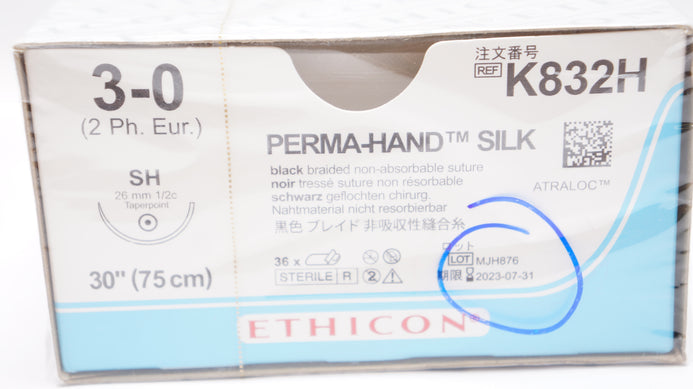 3-0
(2 Ph. Eur.)
SH
26 mm 1/2c
Taperpoint
30" (75 cm)
注文番号
REF K832H
PERMA-HAND™ SILK
black braided non-absorbable suture
noir tressé suture non résorbable
schwarz geflochten chirurg.
Nahtmaterial nicht resorbierbar
黒色 ブレイド 非吸収性縫合糸
ATRALOC™
36 x
STERILE R 2
ロット
LOT MJH876
期限 2023-07-31
ETHICON